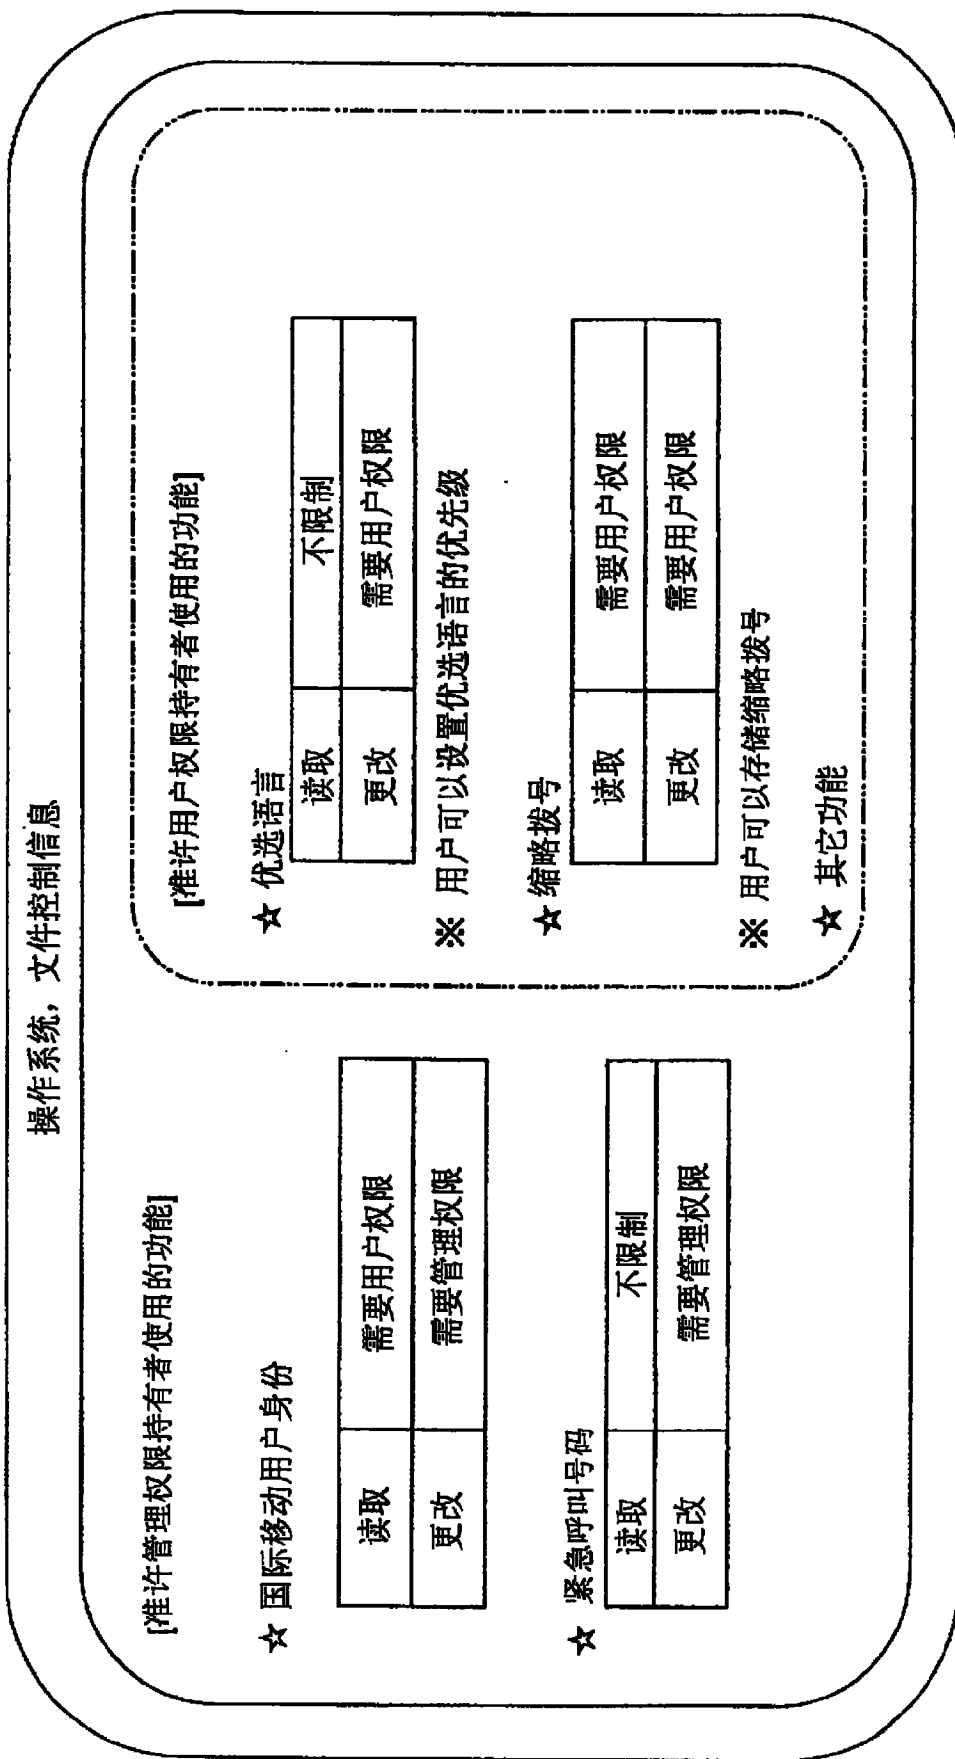 操作系统，文件控制信息
[准许管理权限持有者使用的功能]
☆ 国际移动用户身份
读取 需要用户权限
更改 需要管理权限
☆ 紧急呼叫号码
读取 不限制
更改 需要管理权限
[准许用户权限持有者使用的功能]
☆ 优选语言
读取 不限制
更改 需要用户权限
※ 用户可以设置优选语言的优先级
☆ 缩略拨号
读取 需要用户权限
更改 需要用户权限
※ 用户可以存储缩略拨号
☆ 其它功能